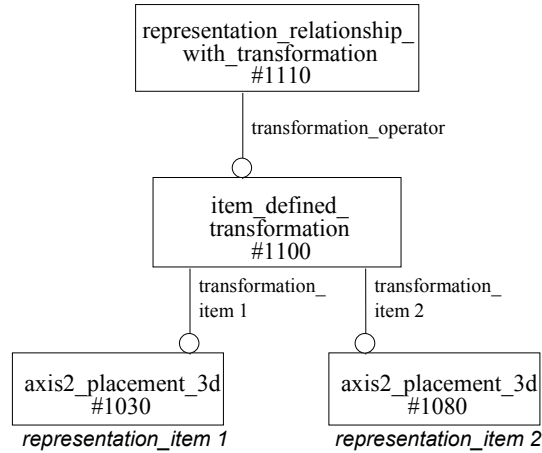 representation_relationship_
with_transformation
#1110
transformation_operator
item_defined_
transformation
#1100
transformation_
item 1
transformation_
item 2
axis2_placement_3d
#1030
representation_item 1
axis2_placement_3d
#1080
representation_item 2